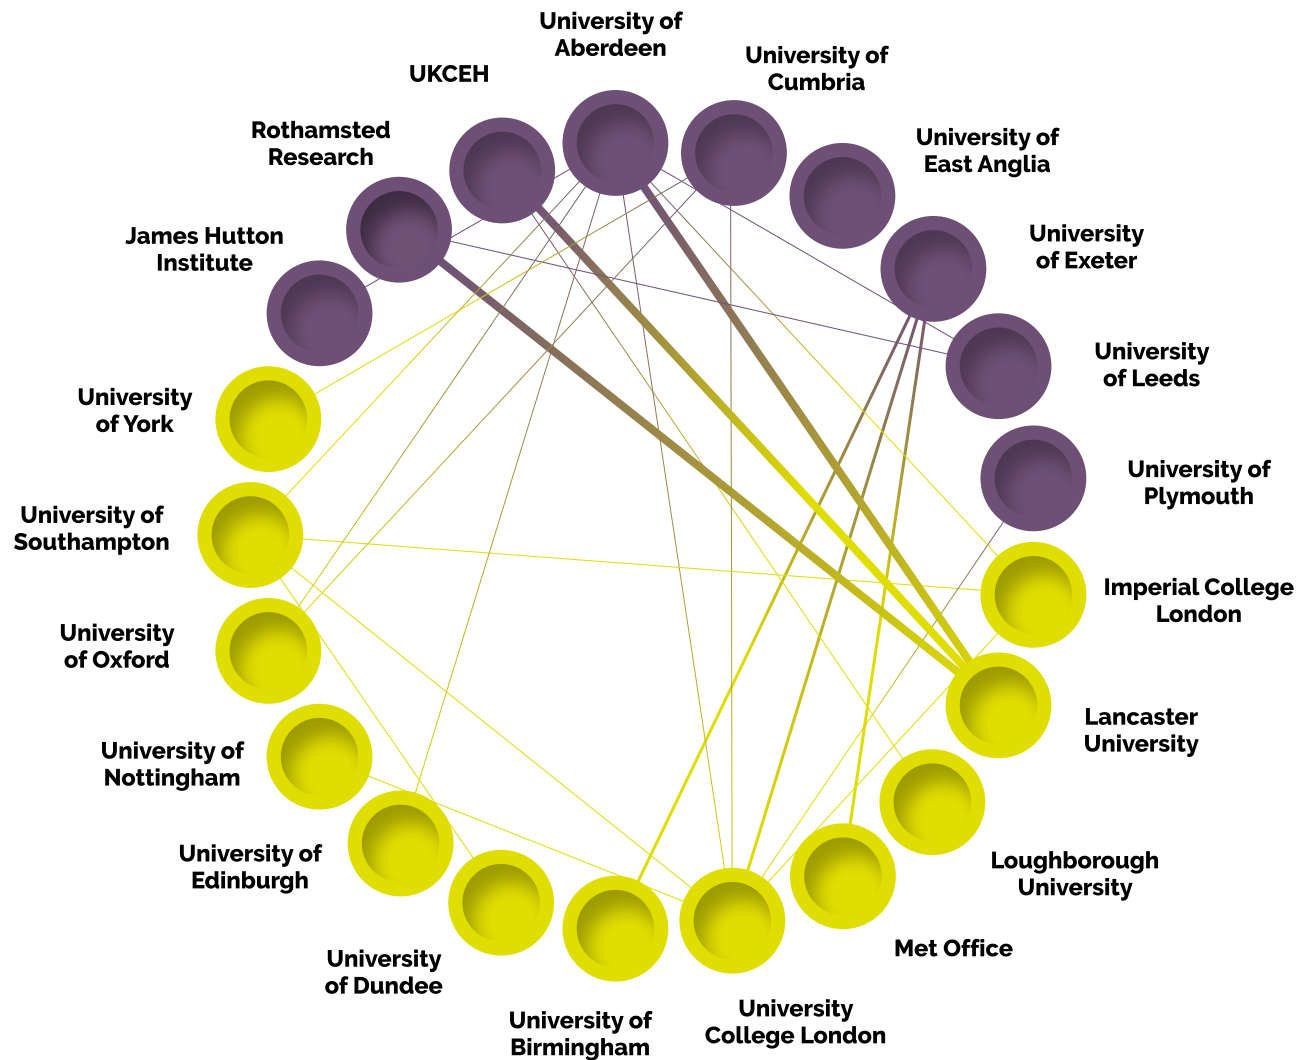 University of
Aberdeen
University of
Cumbria
UKCEH
Rothamsted
Research
University of
East Anglia
James Hutton
Institute
University
of Exeter
University
of Leeds
University
of York
University of
Plymouth
University of
Southampton
Imperial College
London
University
of Oxford
Lancaster
University
University of
Nottingham
University of
Edinburgh
Loughborough
University
Met Office
University
of Dundee
University
College London
University of
Birmingham